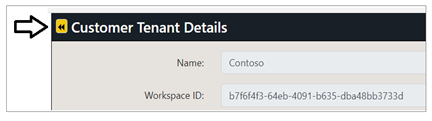 Customer Tenant Details
Name: Contoso
Workspace ID: b7f6f4f3-64eb-4091-b635-dba48bb3733d